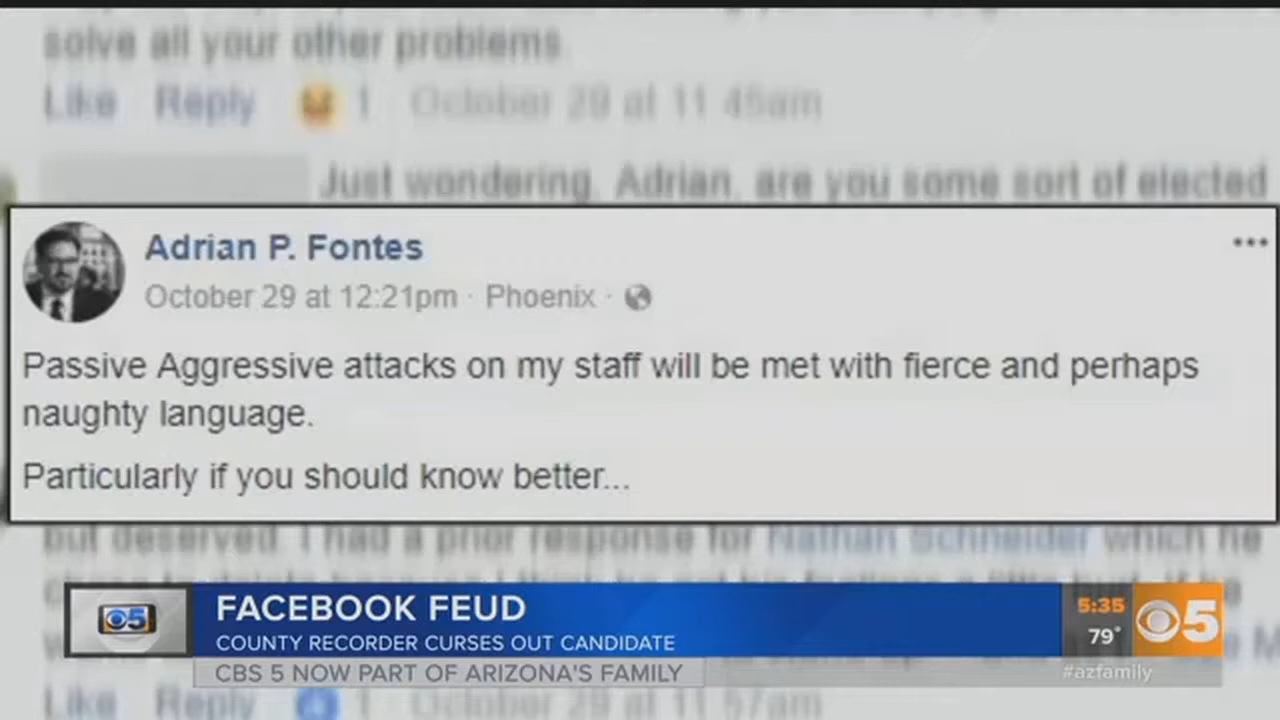 solve all your other problems.
Like Reply 1 October 29 at 11:45am
Just wondering, Adrian, are you some sort of elected
Adrian P. Fontes
October 29 at 12:21pm · Phoenix ·
Passive Aggressive attacks on my staff will be met with fierce and perhaps
naughty language.
Particularly if you should know better...
but deserved. I had a prior response for Nathan Schneider which he
FACEBOOK FEUD
COUNTY RECORDER CURSES OUT CANDIDATE
CBS 5 NOW PART OF ARIZONA'S FAMILY
5:35
79°
5
5
#azfamily
Like Reply 1 October 29 at 11:57am